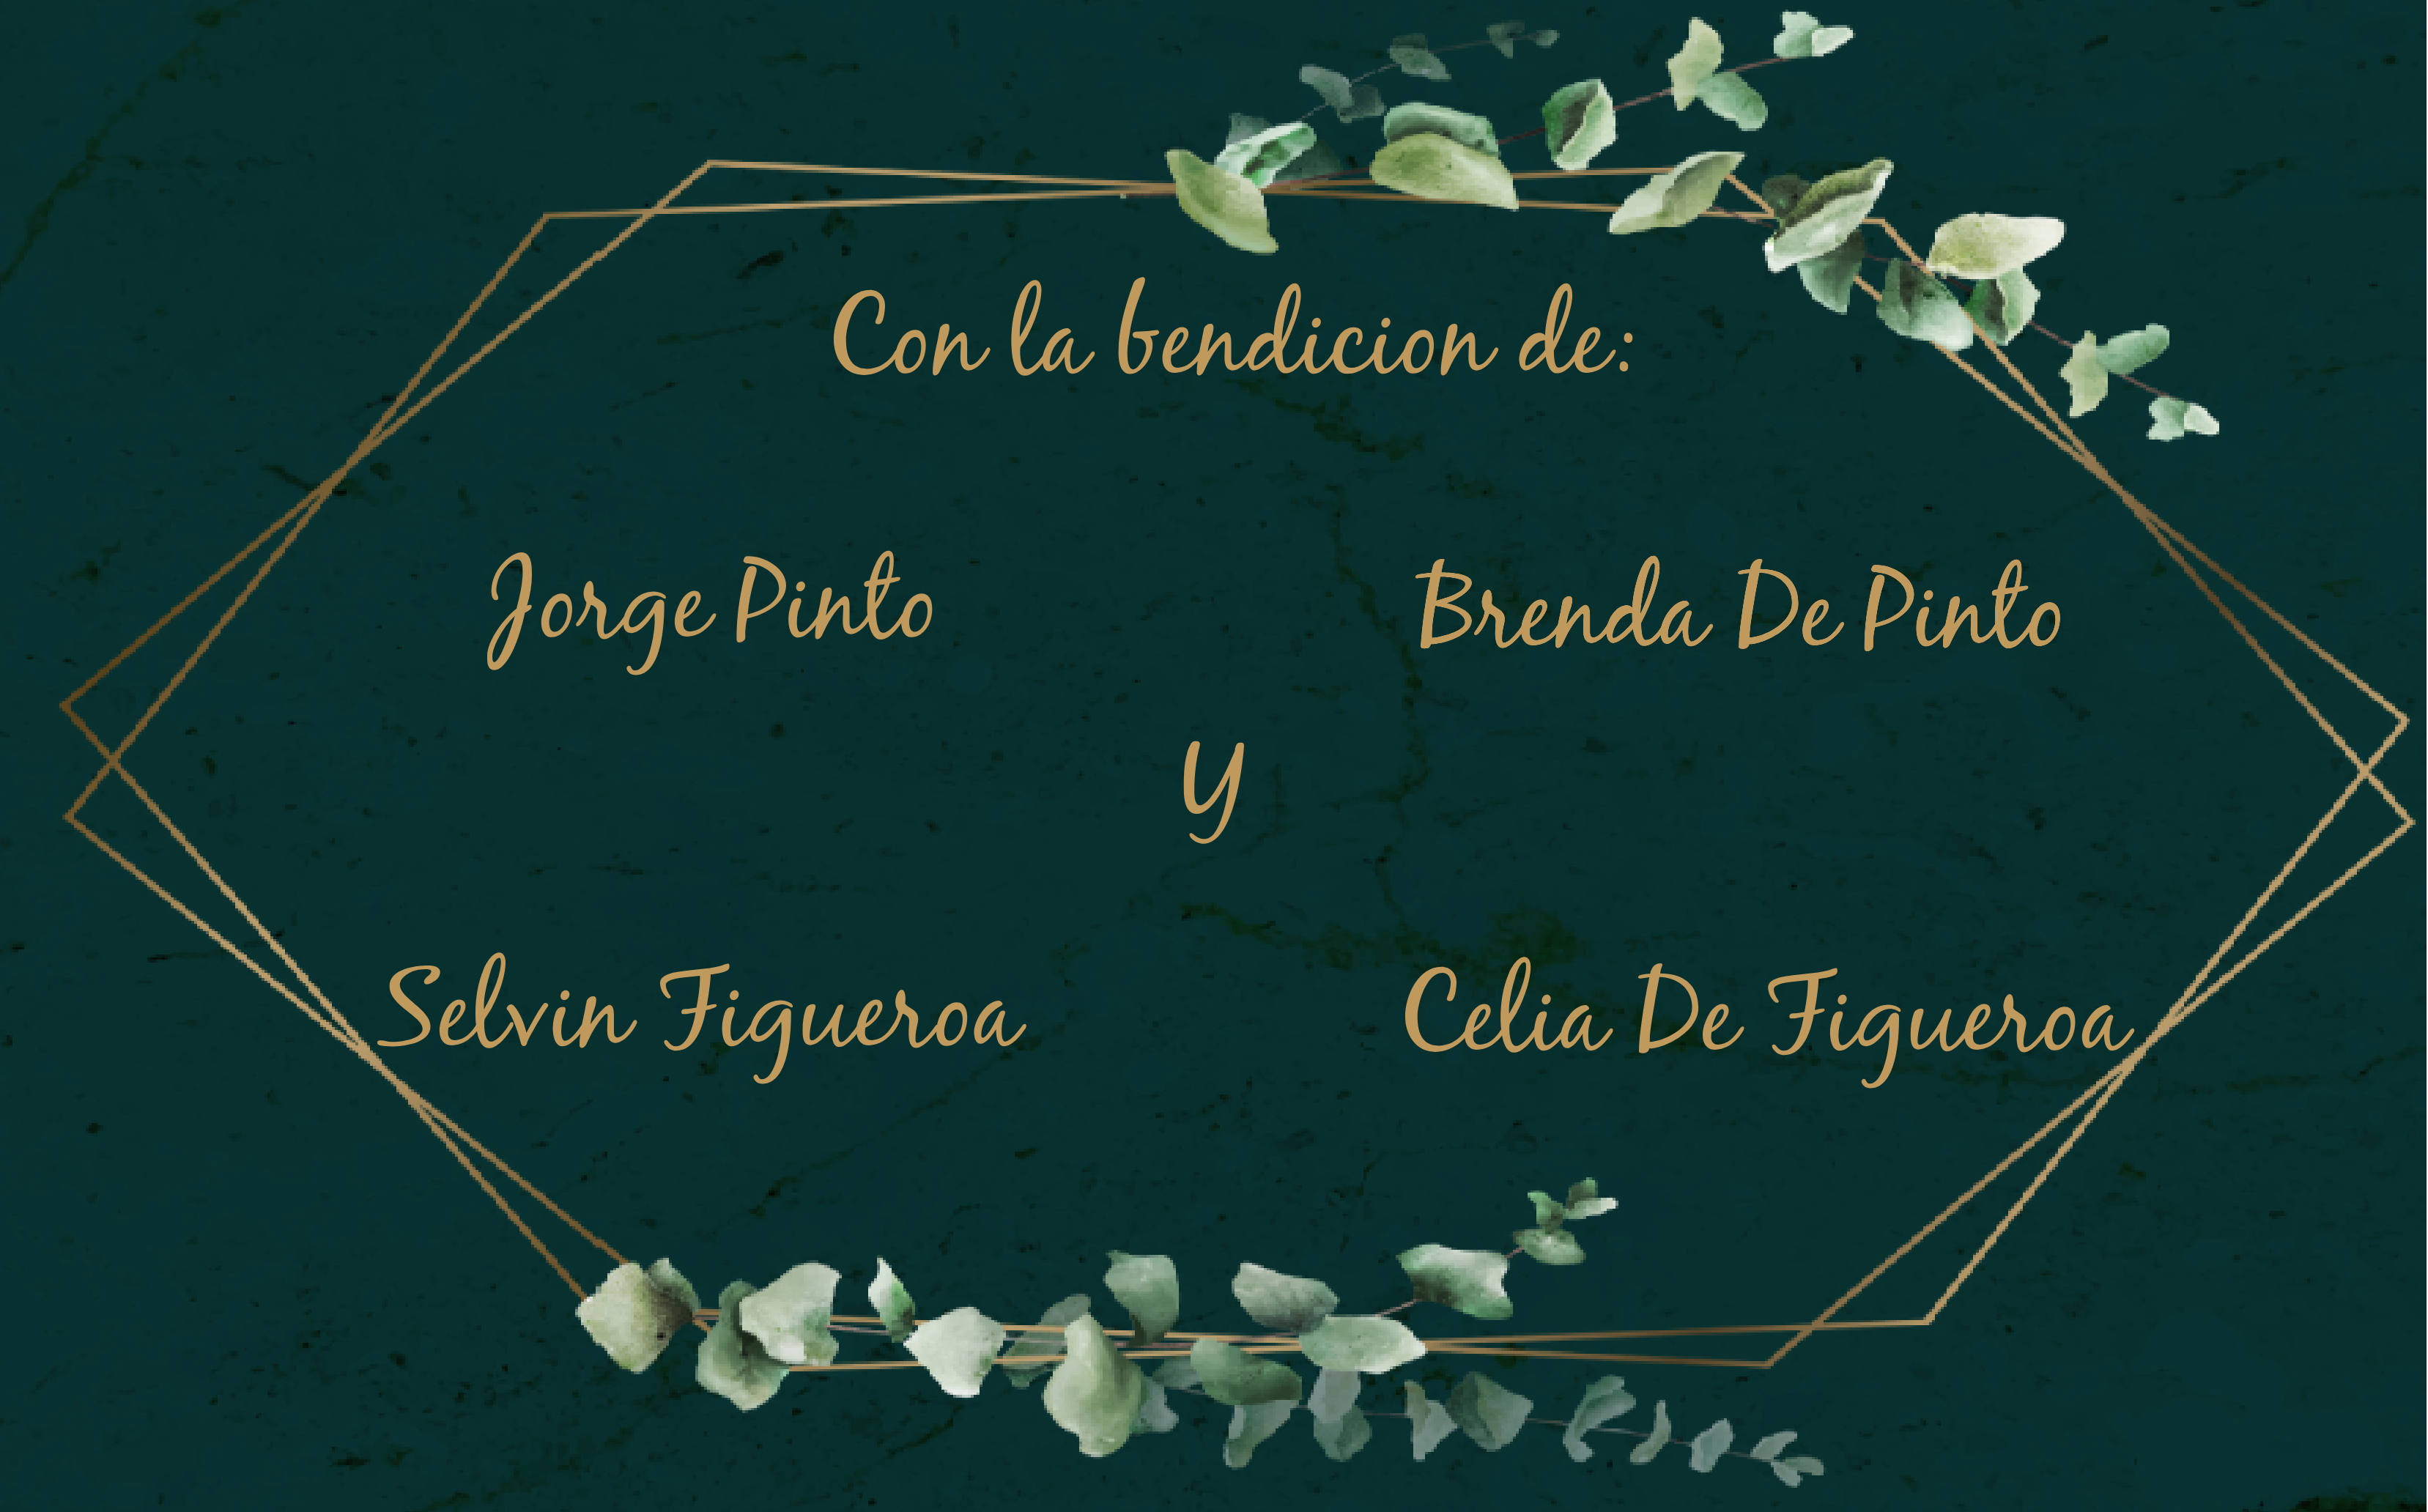 Con la bendicion de:
Jorge Pinto
Brenda De Pinto
y
Selvin Figueroa
Celia De Figueroa